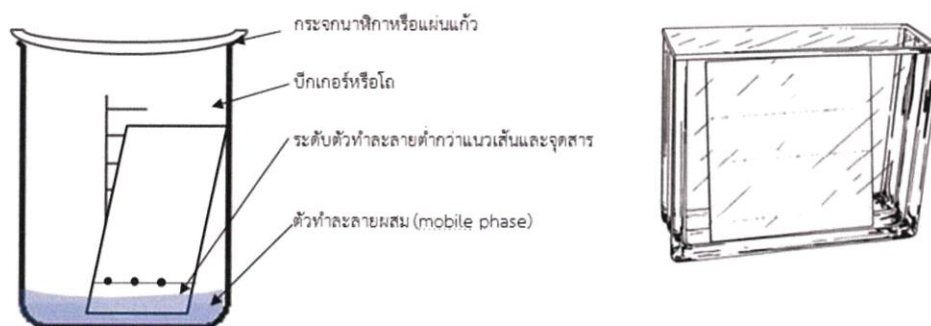 กระจกนาฬิกาหรือแผ่นแก้ว
บีกเกอร์หรือโถ
ระดับตัวทำละลายต่ำกว่าแนวเส้นและจุดสาร
ตัวทำละลายผสม (mobile phase)